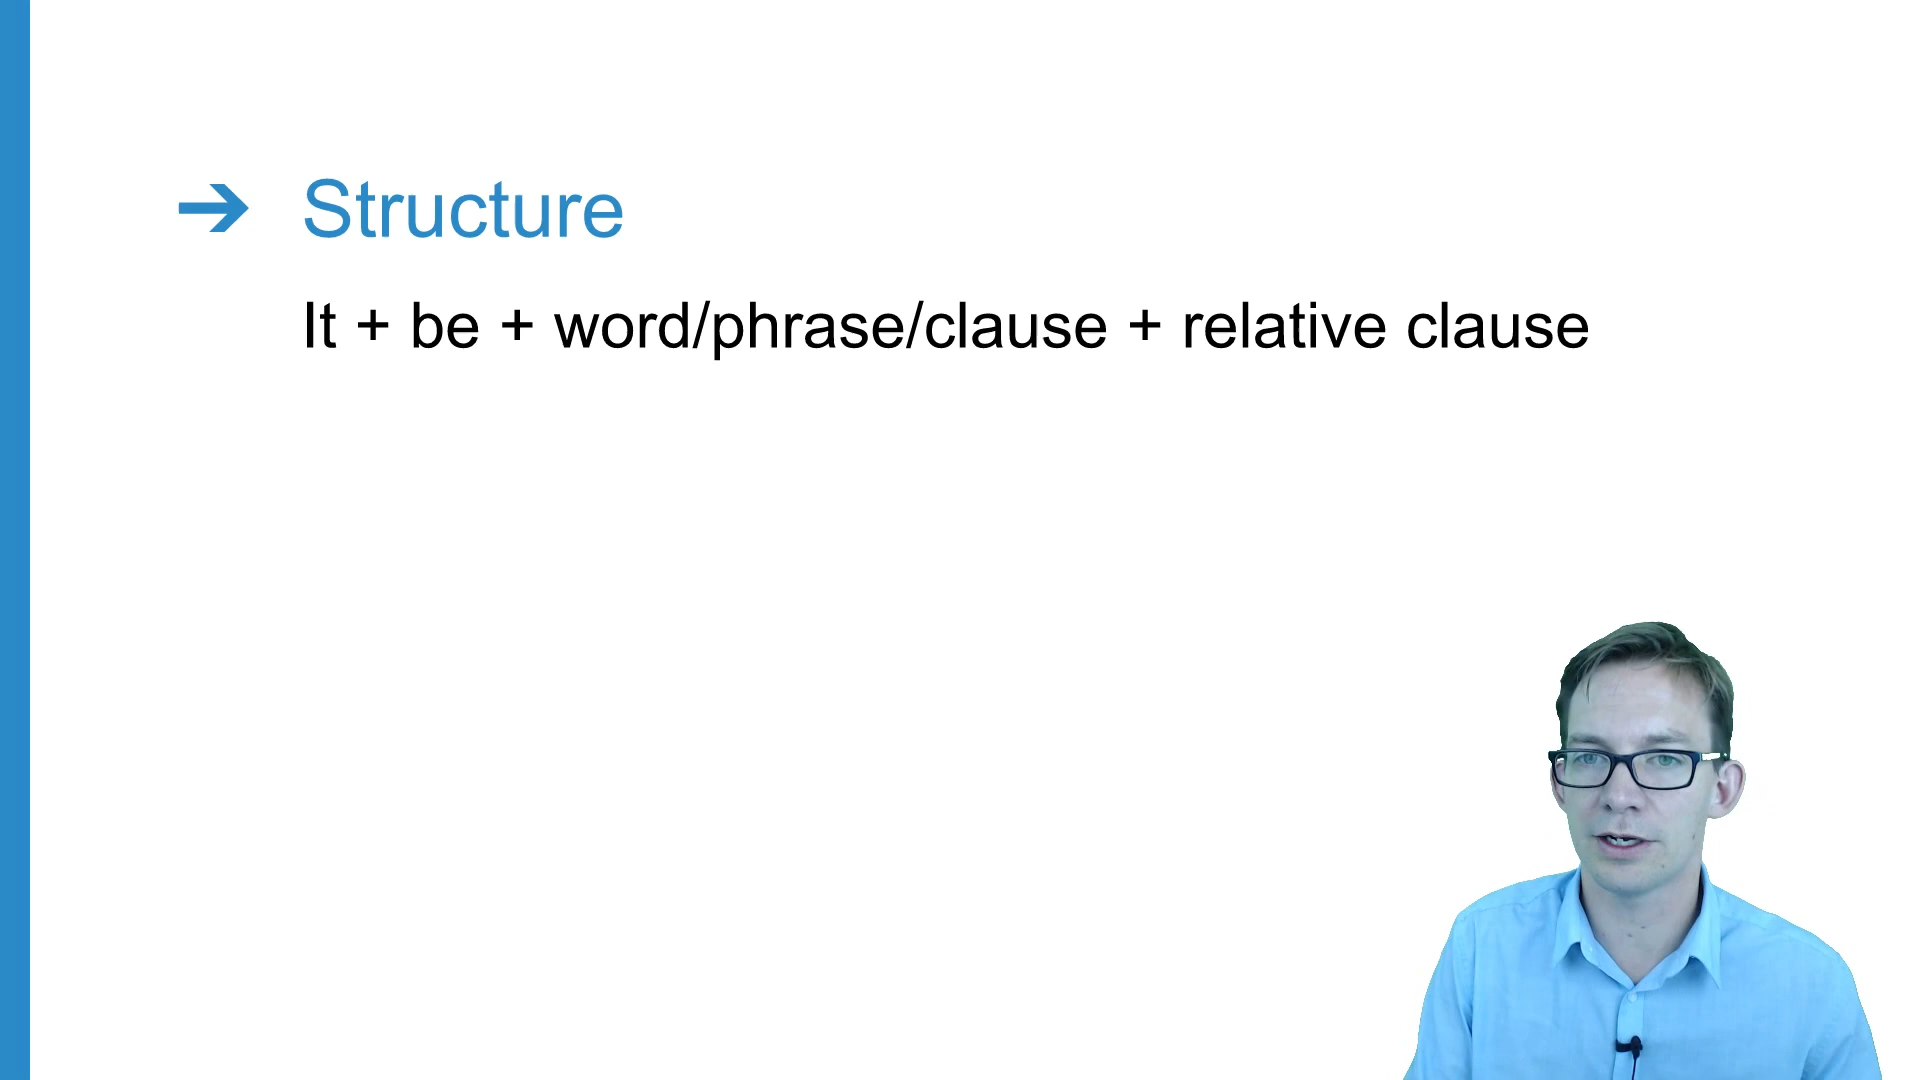 ➔ Structure
It + be + word/phrase/clause + relative clause